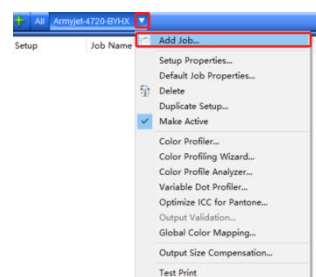 All Armyjet-4720-BYHX
Setup Job Name
Add Job...
Setup Properties...
Default Job Properties...
Delete
Duplicate Setup...
Make Active
Color Profiler...
Color Profiling Wizard...
Color Profile Analyzer...
Variable Dot Profiler...
Optimize ICC for Pantone...
Output Validation...
Global Color Mapping...
Output Size Compensation...
Test Print